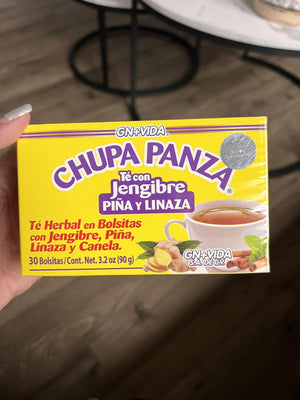 GN+VIDA
CHUPA PANZA®
Té con
Jengibre
PIÑA Y LINAZA
Té Herbal en Bolsitas
con Jengibre, Piña,
Linaza y Canela.
30 Bolsitas/Cont. Net. 3.2 oz (90 g)
GN+VIDA
S.A. DE C.V.